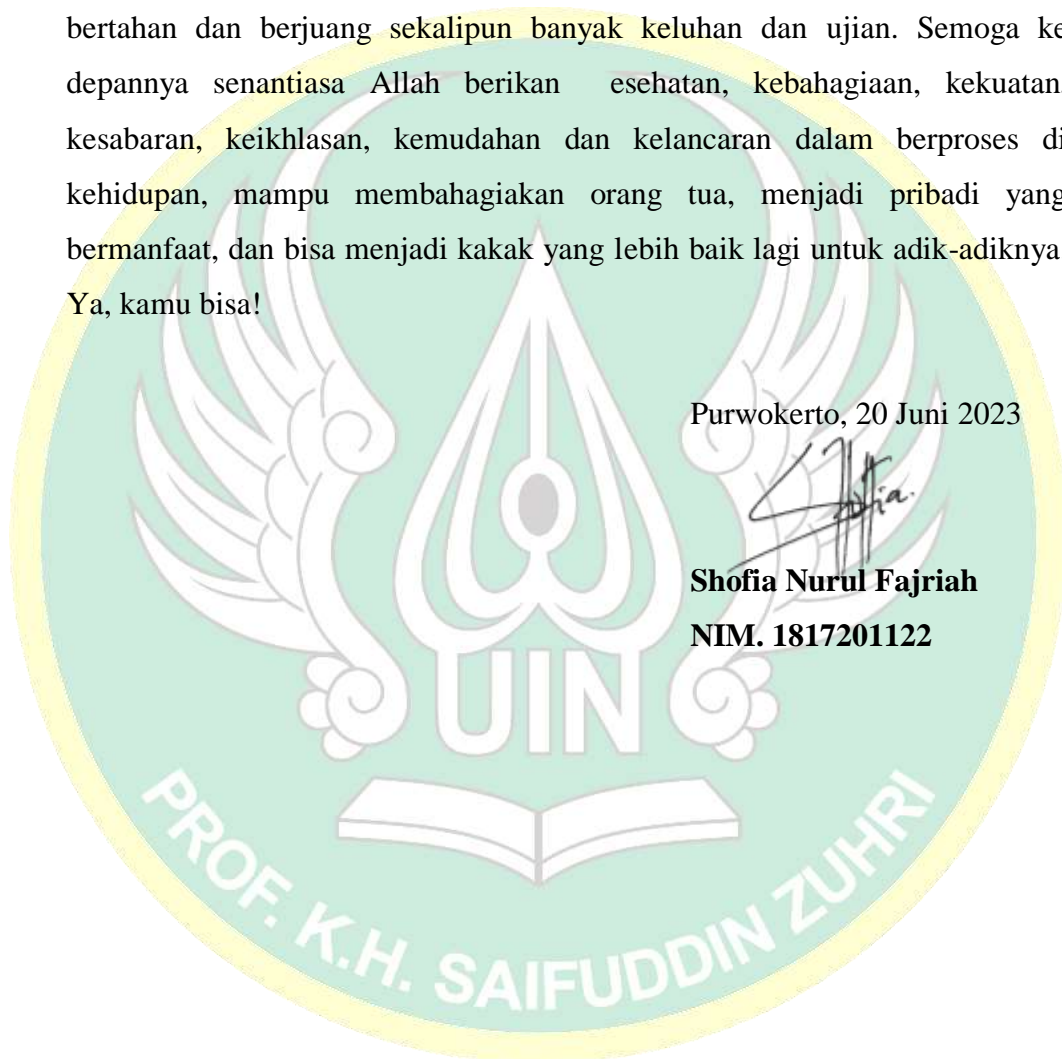 bertahan dan berjuang sekalipun banyak keluhan dan ujian. Semoga ke
depannya senantiasa Allah berikan esehatan, kebahagiaan, kekuatan,
kesabaran, keikhlasan, kemudahan dan kelancaran dalam berproses di
kehidupan, mampu membahagiakan orang tua, menjadi pribadi yang
bermanfaat, dan bisa menjadi kakak yang lebih baik lagi untuk adik-adiknya
Ya, kamu bisa!
Purwokerto, 20 Juni 2023
Shofia.
Shofia Nurul Fajriah
NIM. 1817201122
UIN
PROF. K.H. SAIFUDDIN ZUHRI